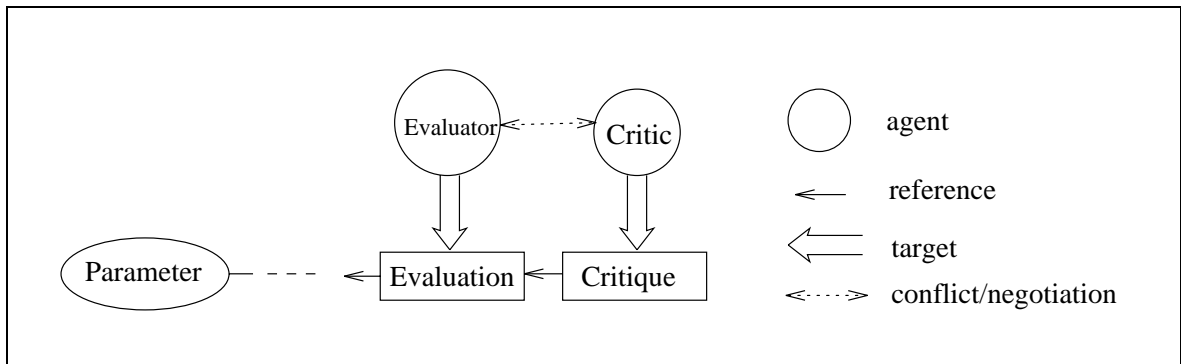 Evaluator
Critic
Parameter
Evaluation
Critique
agent
reference
target
conflict/negotiation